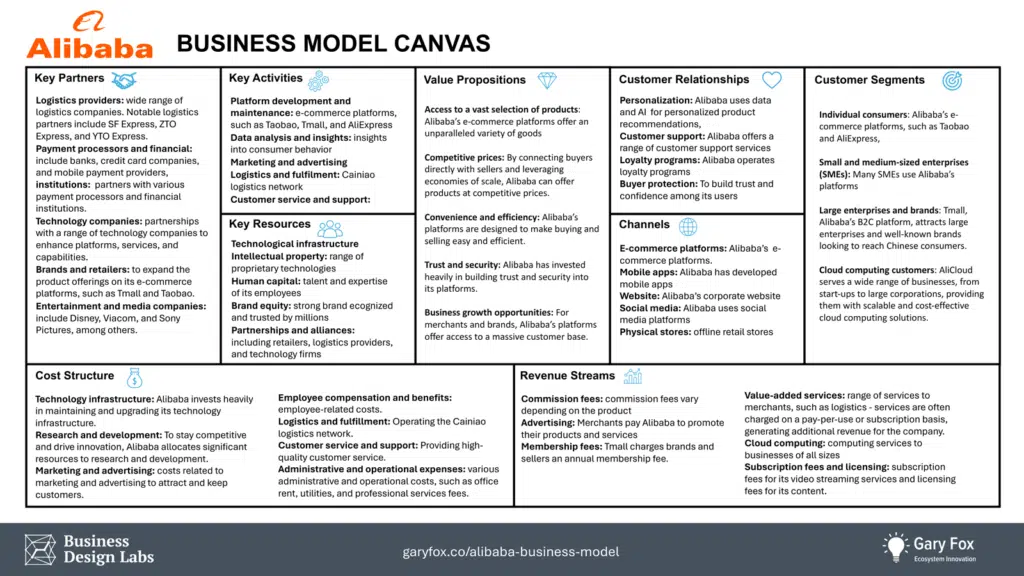 Alibaba
BUSINESS MODEL CANVAS
Key Partners
Logistics providers: wide range of
logistics companies. Notable logistics
partners include SF Express, ZTO
Express, and YTO Express.
Payment processors and financial:
include banks, credit card companies,
and mobile payment providers,
institutions: partners with various
payment processors and financial
institutions.
Technology companies: partnerships
with a range of technology companies to
enhance platforms, services, and
capabilities.
Brands and retailers: to expand the
product offerings on its e-commerce
platforms, such as Tmall and Taobao.
Entertainment and media companies:
include Disney, Viacom, and Sony
Pictures, among others.
Key Activities
Platform development and
maintenance: e-commerce platforms,
such as Taobao, Tmall, and AliExpress
Data analysis and insights: insights
into consumer behavior
Marketing and advertising
Logistics and fulfilment: Cainiao
logistics network
Customer service and support:
Key Resources
Technological infrastructure
Intellectual property: range of
proprietary technologies
Human capital: talent and expertise
of its employees
Brand equity: strong brand ecognized
and trusted by millions
Partnerships and alliances:
including retailers, logistics providers,
and technology firms
Value Propositions
Access to a vast selection of products:
Alibaba's e-commerce platforms offer an
unparalleled variety of goods
Competitive prices: By connecting buyers
directly with sellers and leveraging
economies of scale, Alibaba can offer
products at competitive prices.
Convenience and efficiency: Alibaba's
platforms are designed to make buying and
selling easy and efficient.
Trust and security: Alibaba has invested
heavily in building trust and security into
its platforms.
Business growth opportunities: For
merchants and brands, Alibaba's platforms
offer access to a massive customer base.
Customer Relationships
Personalization: Alibaba uses data
and AI for personalized product
recommendations,
Customer support: Alibaba offers a
range of customer support services
Loyalty programs: Alibaba operates
loyalty programs
Buyer protection: To build trust and
confidence among its users
Channels
E-commerce platforms: Alibaba's e-
commerce platforms.
Mobile apps: Alibaba has developed
mobile apps
Website: Alibaba's corporate website
Social media: Alibaba uses social
media platforms
Physical stores: offline retail stores
Customer Segments
Individual consumers: Alibaba's e-
commerce platforms, such as Taobao
and AliExpress,
Small and medium-sized enterprises
(SMEs): Many SMEs use Alibaba's
platforms
Large enterprises and brands: Tmall,
Alibaba's B2C platform, attracts large
enterprises and well-known brands
looking to reach Chinese consumers.
Cloud computing customers: AliCloud
serves a wide range of businesses, from
start-ups to large corporations, providing
them with scalable and cost-effective
cloud computing solutions.
Cost Structure
Technology infrastructure: Alibaba invests heavily
in maintaining and upgrading its technology
infrastructure.
Research and development: To stay competitive
and drive innovation, Alibaba allocates significant
resources to research and development.
Marketing and advertising: costs related to
marketing and advertising to attract and keep
customers.
Employee compensation and benefits:
employee-related costs.
Logistics and fulfillment: Operating the Cainiao
logistics network.
Customer service and support: Providing high-
quality customer service.
Administrative and operational expenses: various
administrative and operational costs, such as office
rent, utilities, and professional services fees.
Revenue Streams
Commission fees: commission fees vary
depending on the product
Advertising: Merchants pay Alibaba to promote
their products and services
Membership fees: Tmall charges brands and
sellers an annual membership fee.
Value-added services: range of services to
merchants, such as logistics - services are often
charged on a pay-per-use or subscription basis,
generating additional revenue for the company.
Cloud computing: computing services to
businesses of all sizes
Subscription fees and licensing: subscription
fees for its video streaming services and licensing
fees for its content.
Business
Design Labs
garyfox.co/alibaba-business-model
Gary Fox
Ecosystem Innovation